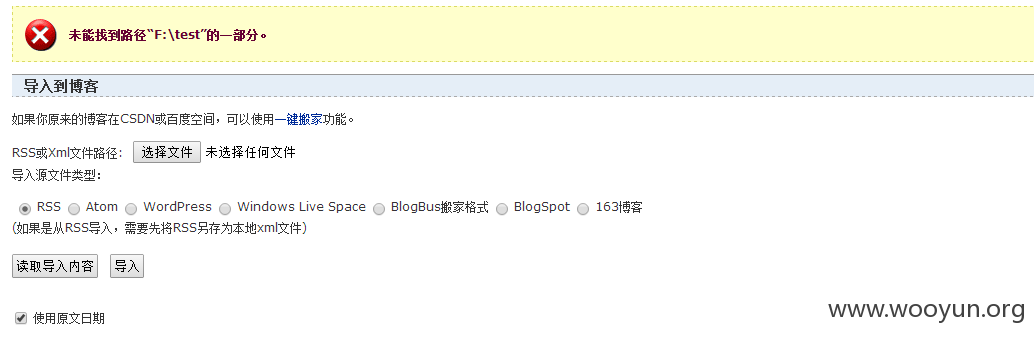 未能找到路径“F:\test”的一部分。
导入到博客
如果你原来的博客在CSDN或百度空间，可以使用一键搬家功能。
RSS或Xml文件路径： 选择文件 未选择任何文件
导入源文件类型：
RSS Atom WordPress Windows Live Space BlogBus搬家格式 BlogSpot 163博客
(如果是从RSS导入，需要先将RSS另存为本地xml文件)
读取导入内容 导入
www.wooyun.org
使用原文日期